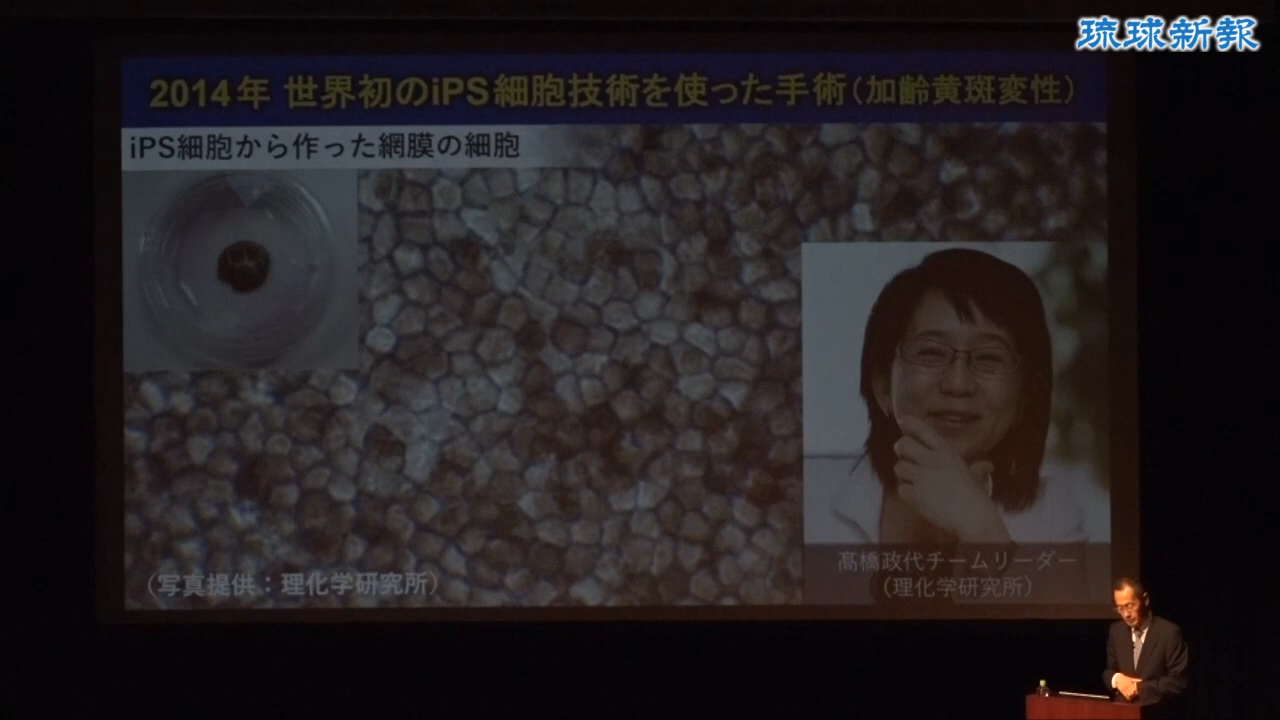 琉球新報
2014年 世界初のiPS細胞技術を使った手術(加齢黄斑変性)
iPS細胞から作った網膜の細胞
髙橋政代チームリーダー
(理化学研究所)
(写真提供:理化学研究所)